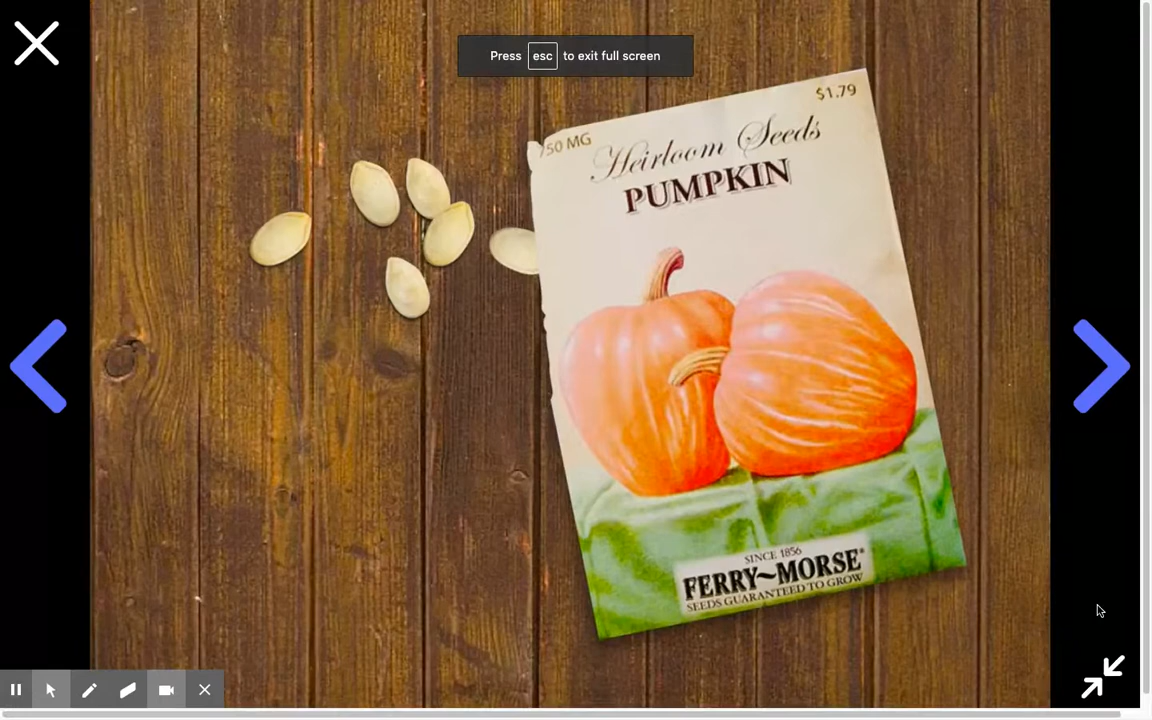 Press esc to exit full screen
$1.79
50 MG
Heirloom Seeds
PUMPKIN
SINCE 1856
FERRY~MORSE®
SEEDS GUARANTEED TO GROW